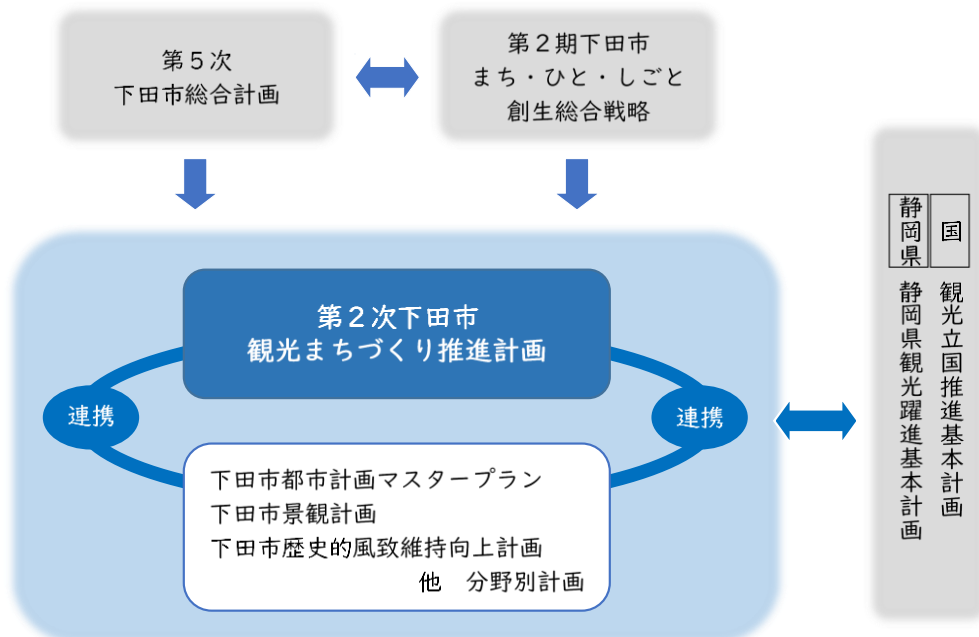 第５次
下田市総合計画
第２期下田市
まち・ひと・しごと
創生総合戦略
第２次下田市
観光まちづくり推進計画
連携
連携
下田市都市計画マスタープラン
下田市景観計画
下田市歴史的風致維持向上計画
他　分野別計画
国　観光立国推進基本計画
静岡県　静岡県観光躍進基本計画